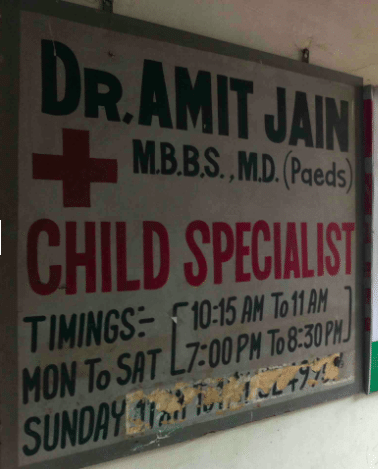 DR. AMIT JAIN
M.B.B.S., M.D. (Paeds)
CHILD SPECIALIST
TIMINGS:- [10:15 AM To 11 AM
MON To SAT 7:00 PM To 8:30 PM]
SUNDAY